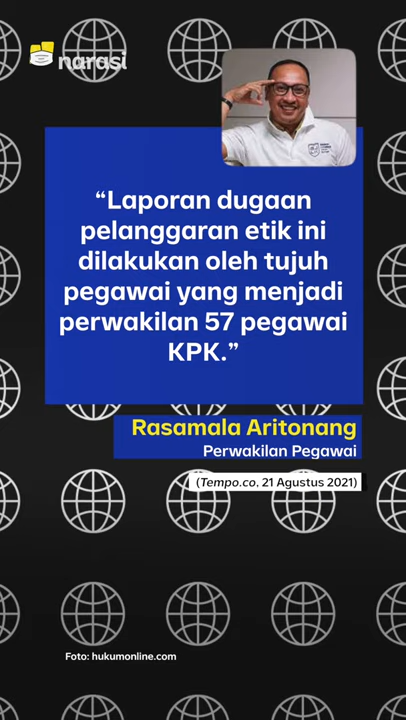 narasi
“Laporan dugaan
pelanggaran etik ini
dilakukan oleh tujuh
pegawai yang menjadi
perwakilan 57 pegawai
KPK.”
Rasamala Aritonang
Perwakilan Pegawai
(Tempo.co, 21 Agustus 2021)
Foto: hukumonline.com